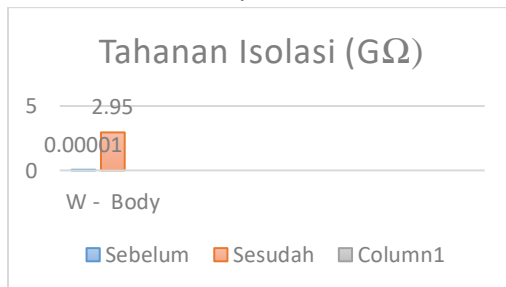 Tahanan Isolasi (GΩ)
5
2.95
0.00001
0
W - Body
Sebelum Sesudah Column1